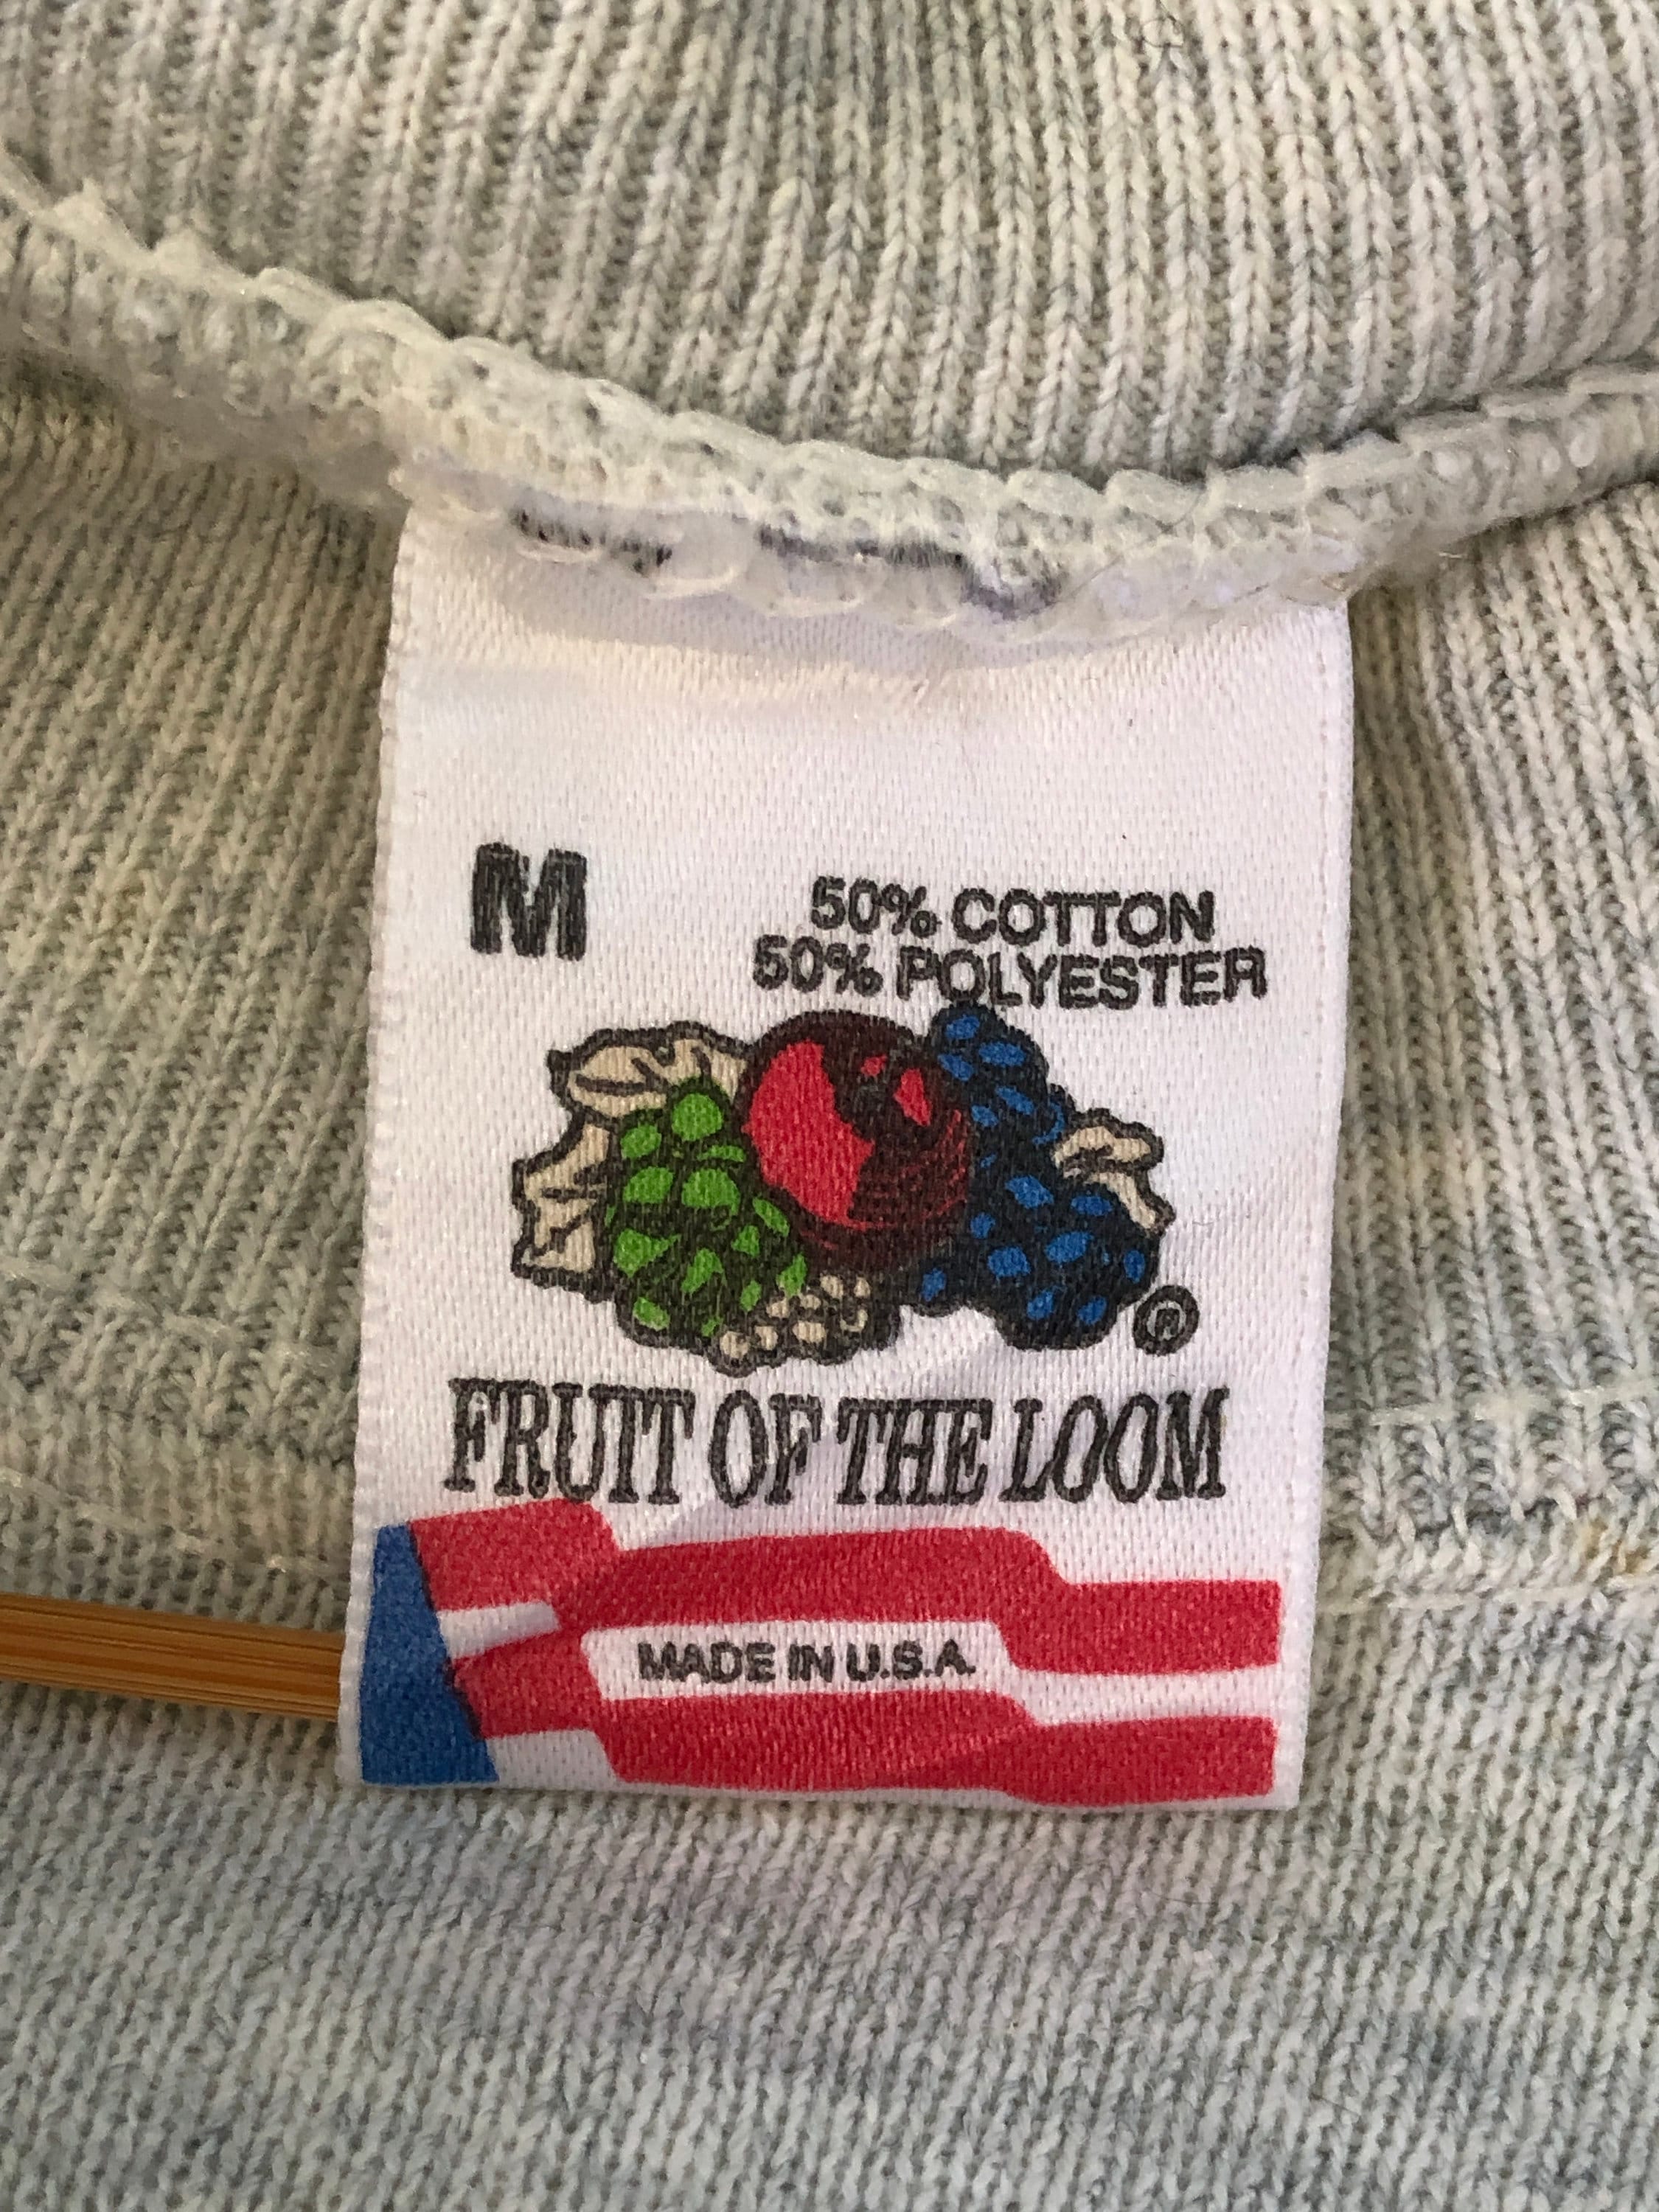 M
50% COTTON
50% POLYESTER
®
FRUIT OF THE LOOM
MADE IN U.S.A.